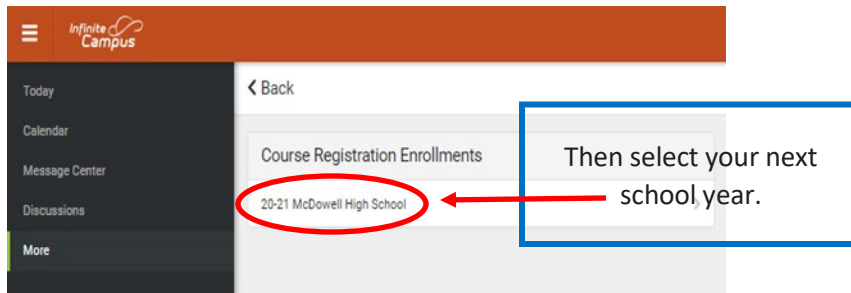 Infinite
Campus
Today
Back
Calendar
Message Center
Discussions
More
Course Registration Enrollments
20-21 McDowell High School
Then select your next
school year.